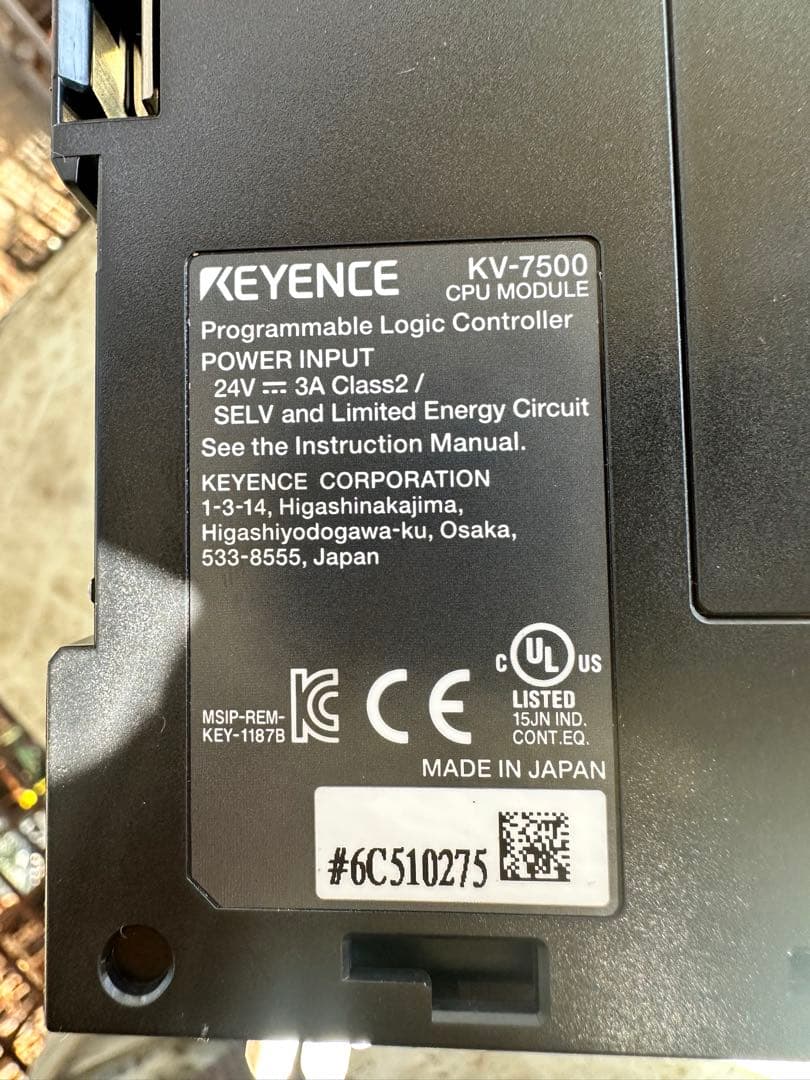 KEYENCE
KV-7500
CPU MODULE
Programmable Logic Controller
POWER INPUT
24V ⎓ 3A Class2 /
SELV and Limited Energy Circuit
See the Instruction Manual.
KEYENCE CORPORATION
1-3-14, Higashinakajima,
Higashiyodogawa-ku, Osaka,
533-8555, Japan
MSIP-REM-
KEY-1187B
KC
CE
C UL US
LISTED
15JN IND.
CONT.EQ.
MADE IN JAPAN
#6C510275